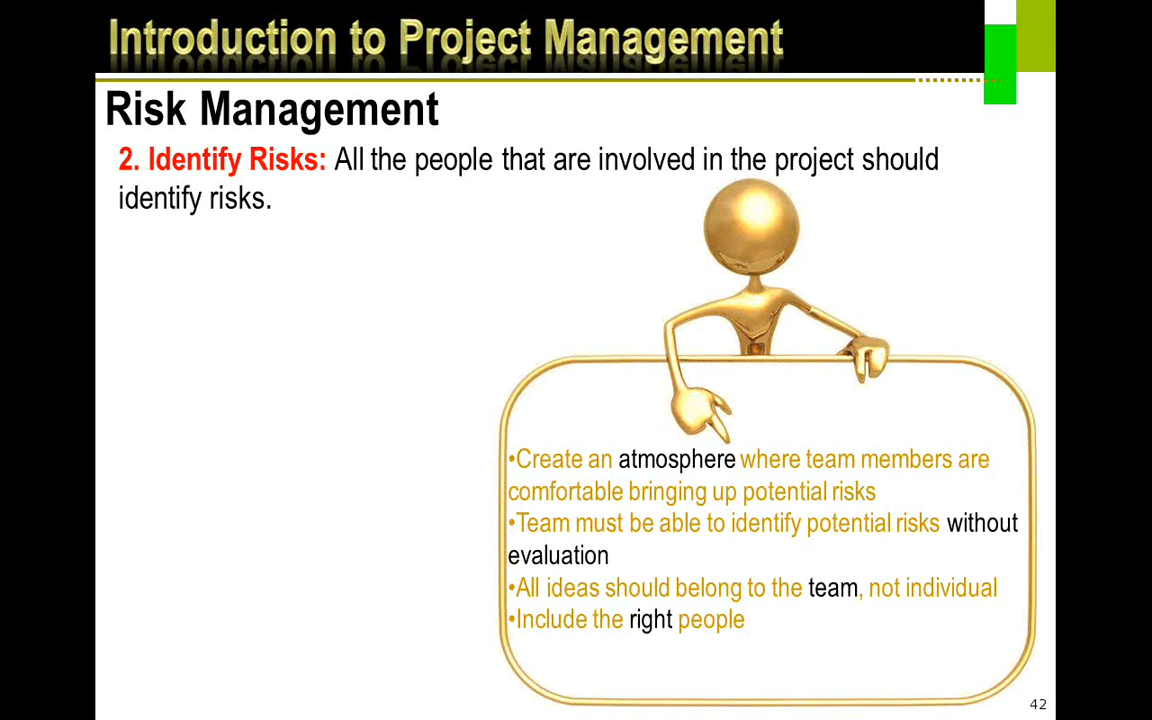 Introduction to Project Management
Risk Management
2. Identify Risks: All the people that are involved in the project should
identify risks.
•Create an atmosphere where team members are
comfortable bringing up potential risks
•Team must be able to identify potential risks without
evaluation
•All ideas should belong to the team, not individual
•Include the right people
42